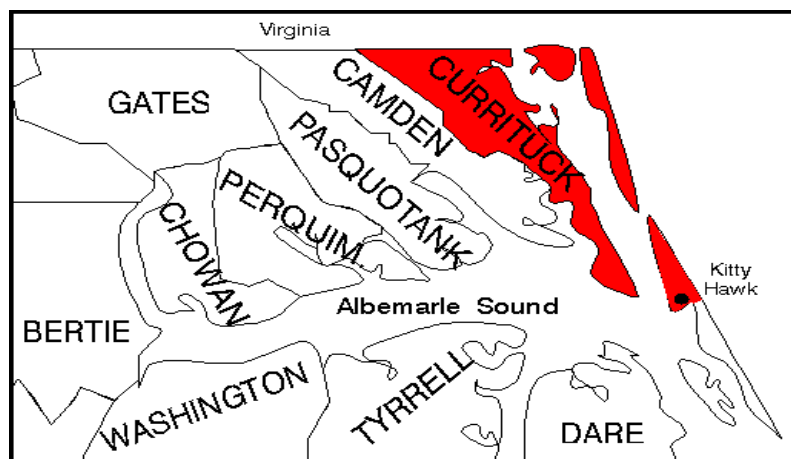 Virginia
GATES
CAMDEN
CURRITUCK
PASQUOTANK
PERQUIM.
CHOWAN
Kitty
Hawk
Albemarle Sound
BERTIE
WASHINGTON
TYRRELL
DARE